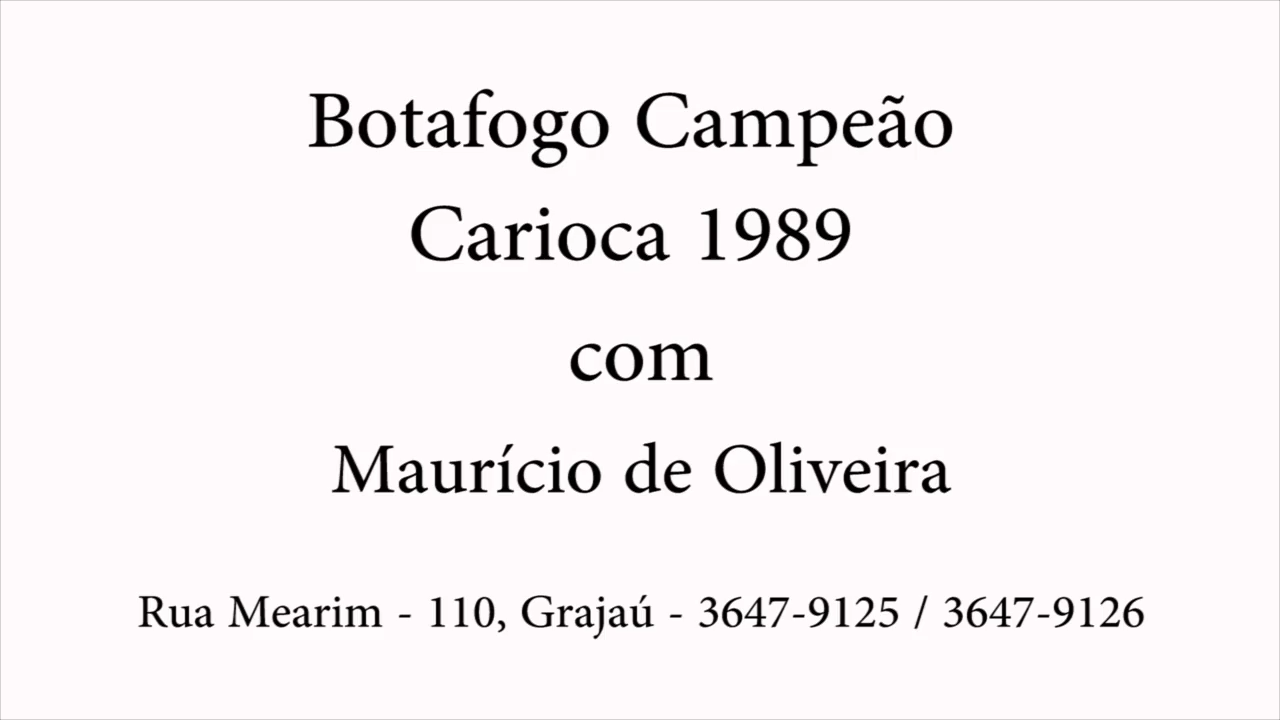 Botafogo Campeão
Carioca 1989
com
Maurício de Oliveira
Rua Mearim - 110, Grajaú - 3647-9125 / 3647-9126